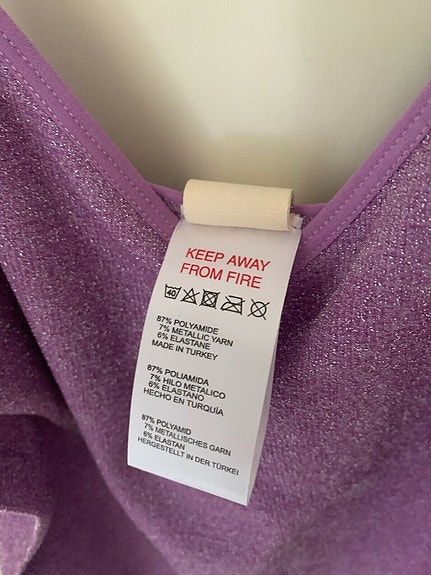 KEEP AWAY
FROM FIRE
40
87% POLYAMIDE
7% METALLIC YARN
6% ELASTANE
MADE IN TURKEY
87% POLIAMIDA
7% HILO METALICO
6% ELASTANO
HECHO EN TURQUÍA
87% POLYAMID
7% METALLISCHES GARN
6% ELASTAN
HERGESTELLT IN DER TÜRKEI